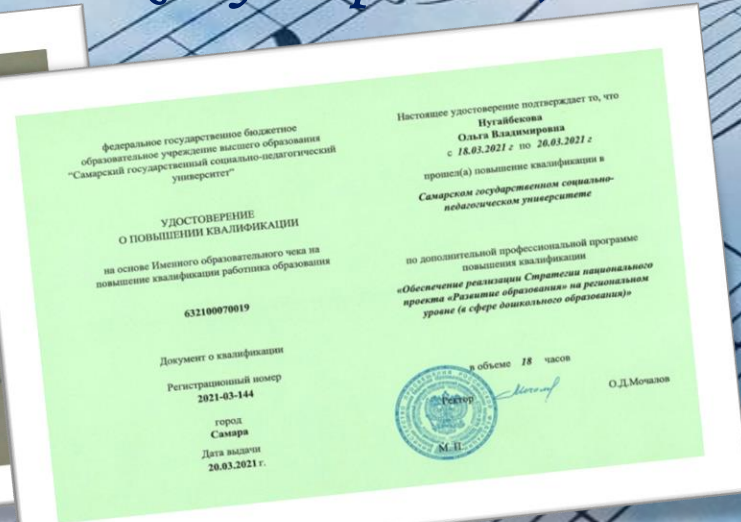 федеральное государственное бюджетное
образовательное учреждение высшего образования
"Самарский государственный социально-педагогический
университет"
УДОСТОВЕРЕНИЕ
О ПОВЫШЕНИИ КВАЛИФИКАЦИИ
на основе Именного образовательного чека на
повышение квалификации работника образования
632100070019
Документ о квалификации
Регистрационный номер
2021-03-144
город
Самара
Дата выдачи
20.03.2021 г.
Настоящее удостоверение подтверждает то, что
Нугайбекова
Ольга Владимировна
с 18.03.2021 г по 20.03.2021 г
прошел(а) повышение квалификации в
Самарском государственном социально-
педагогическом университете
по дополнительной профессиональной программе
повышения квалификации
«Обеспечение реализации Стратегии национального
проекта «Развитие образования» на региональном
уровне (в сфере дошкольного образования)»
в объеме 18 часов
Ректор
О.Д.Мочалов
М. П.